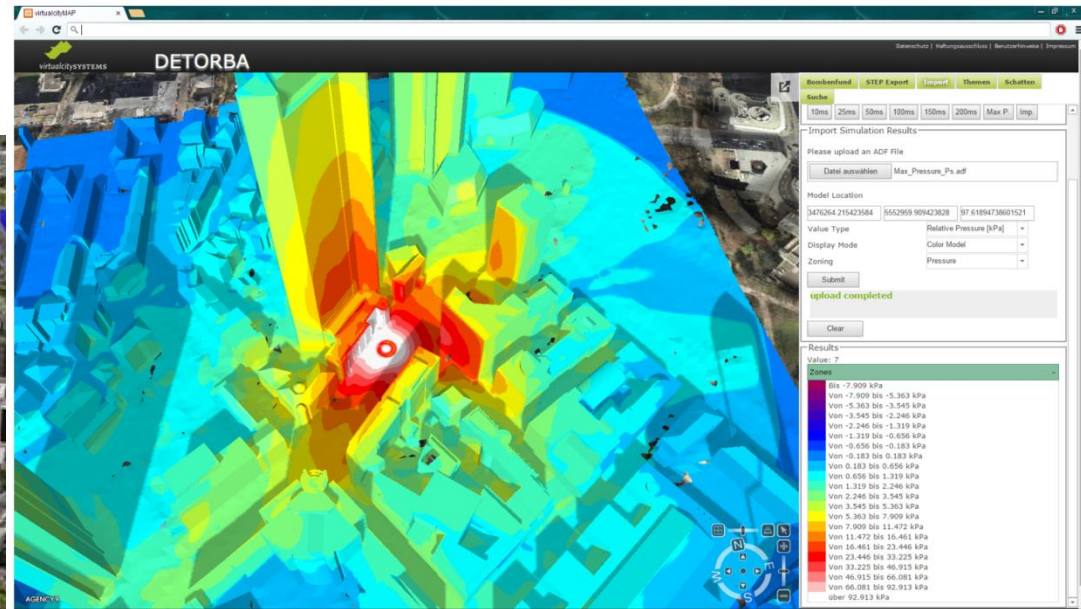 virtualcityMAP
virtualcitySYSTEMS
DETORBA
Datenschutz | Haftungsausschluss | Benutzerhinweise | Impressum
Bombenfund STEP Export Import Themen Schatten
Suche
10ms 25ms 50ms 100ms 150ms 200ms Max P.. Imp.
Import Simulation Results
Please upload an ADF File
Datei auswählen Max_Pressure_Ps.adf
Model Location
3476264.215423584 5552959.909423828 97.61894738601521
Value Type Relative Pressure [kPa]
Display Mode Color Model
Zoning Pressure
Submit
upload completed
Clear
Results
Value: 7
Zones
Bis -7.909 kPa
Von -7.909 bis -5.363 kPa
Von -5.363 bis -3.545 kPa
Von -3.545 bis -2.246 kPa
Von -2.246 bis -1.319 kPa
Von -1.319 bis -0.656 kPa
Von -0.656 bis -0.183 kPa
Von -0.183 bis 0.183 kPa
Von 0.183 bis 0.656 kPa
Von 0.656 bis 1.319 kPa
Von 1.319 bis 2.246 kPa
Von 2.246 bis 3.545 kPa
Von 3.545 bis 5.363 kPa
Von 5.363 bis 7.909 kPa
Von 7.909 bis 11.472 kPa
Von 11.472 bis 16.461 kPa
Von 16.461 bis 23.446 kPa
Von 23.446 bis 33.225 kPa
Von 33.225 bis 46.915 kPa
Von 46.915 bis 66.081 kPa
Von 66.081 bis 92.913 kPa
über 92.913 kPa
N
W
E
S
AGENCY9